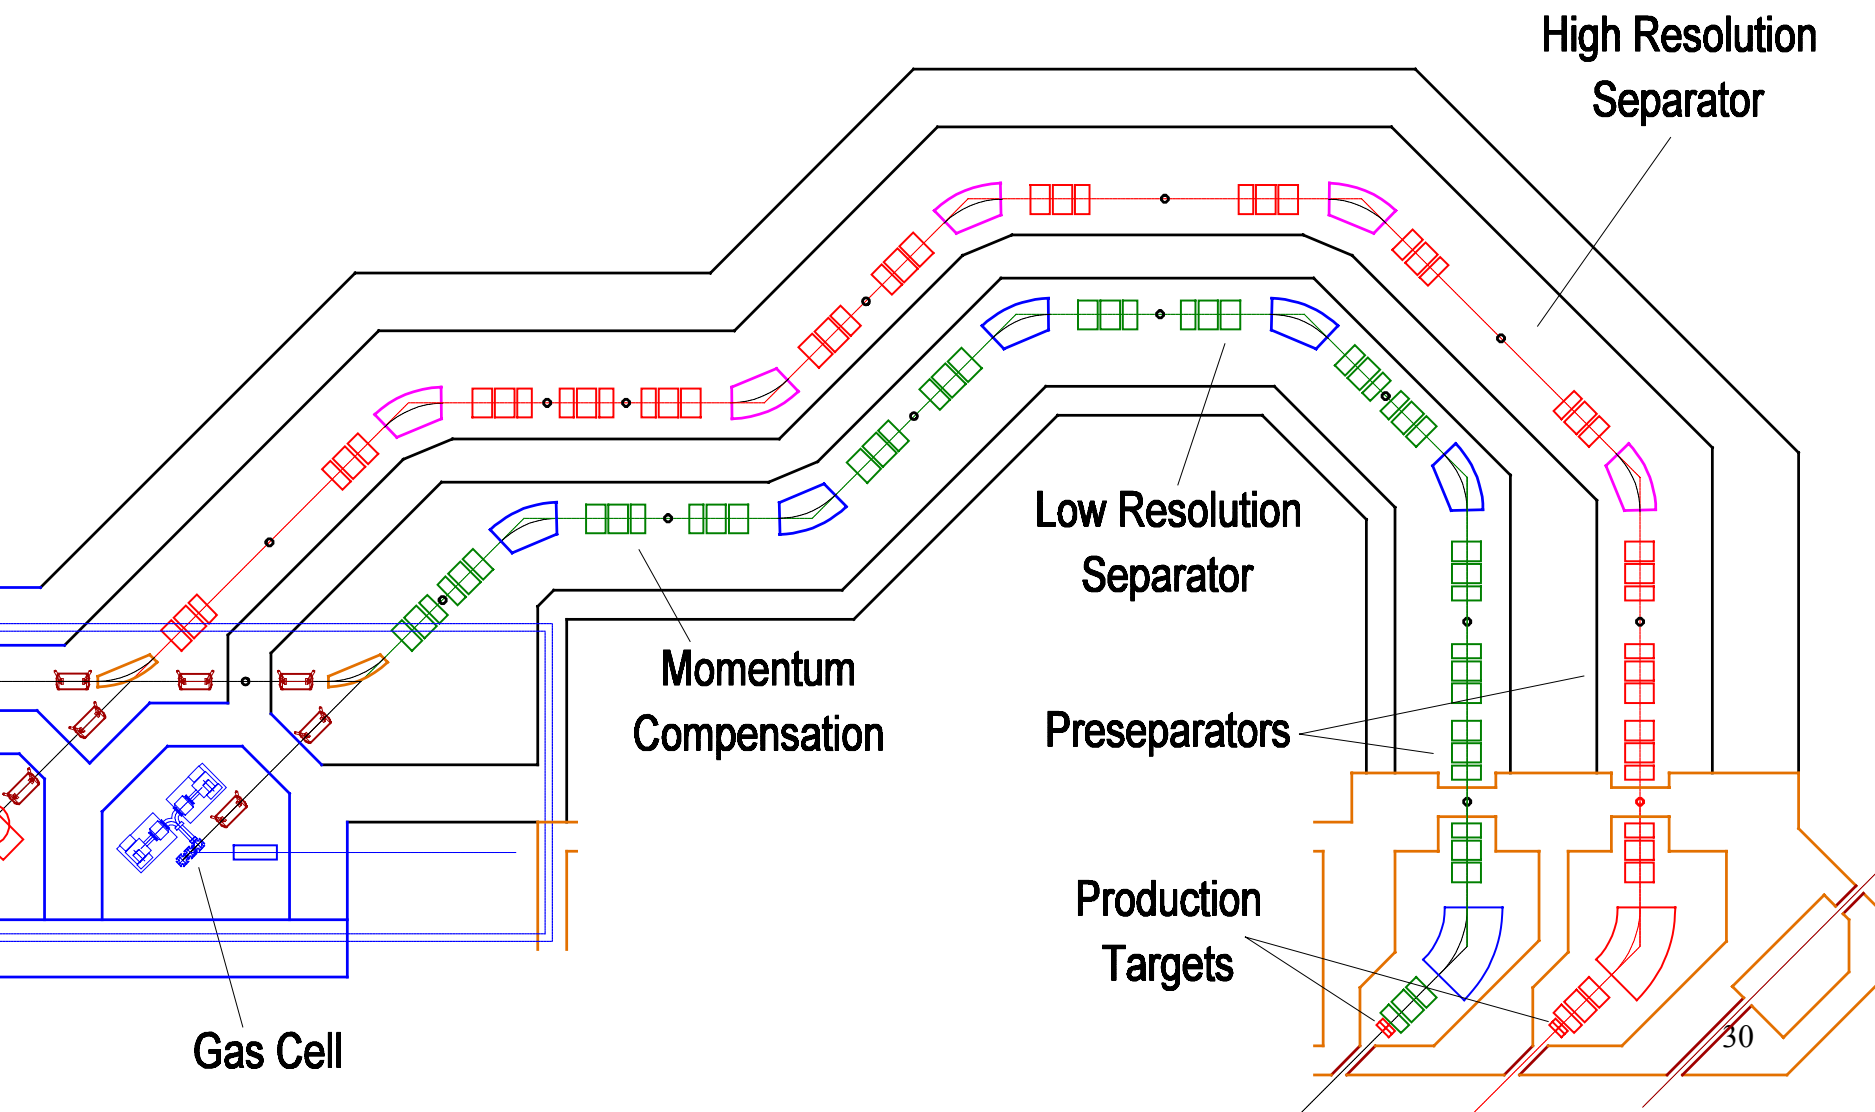 High Resolution
Separator
Low Resolution
Separator
Momentum
Compensation
Preseparators
Production
Targets
30
Gas Cell